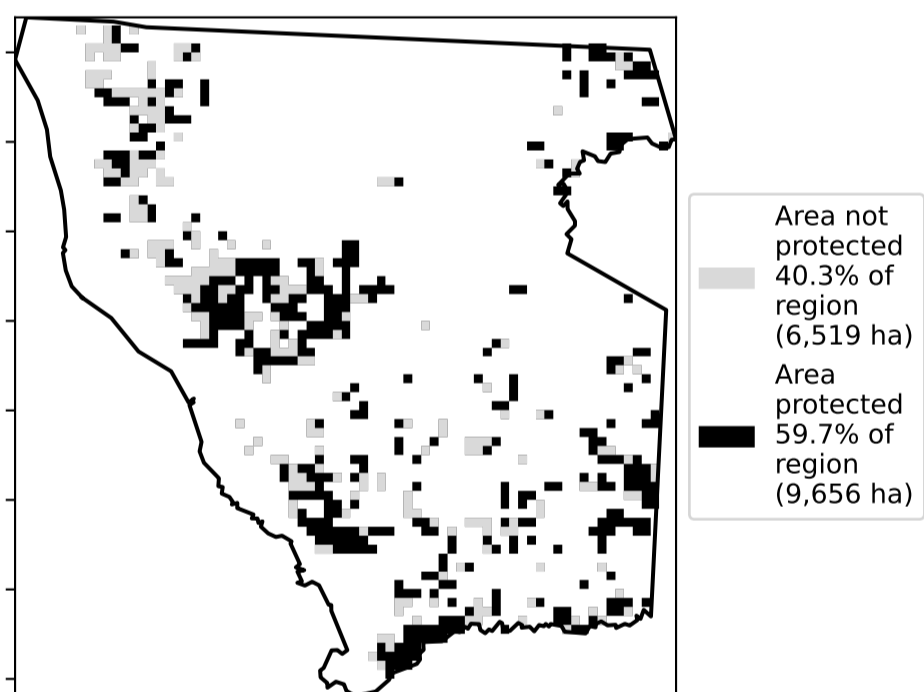 Area not
protected
40.3% of
region
(6,519 ha)
Area
protected
59.7% of
region
(9,656 ha)